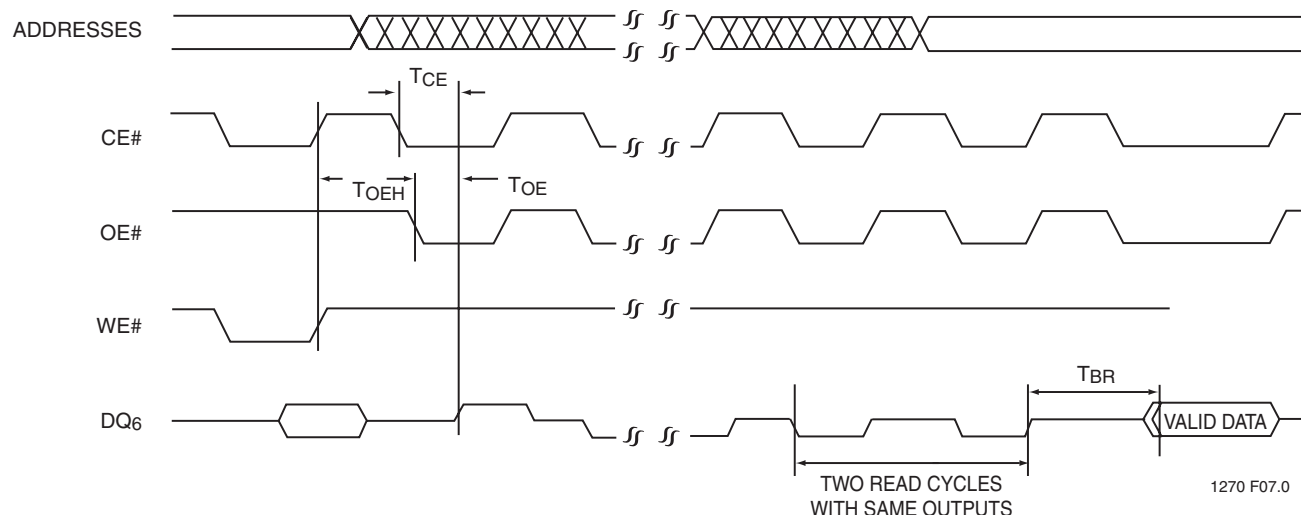 ADDRESSES
TCE
CE#
TOEH
TOE
OE#
WE#
TBR
DQ6
VALID DATA
TWO READ CYCLES
WITH SAME OUTPUTS
1270 F07.0